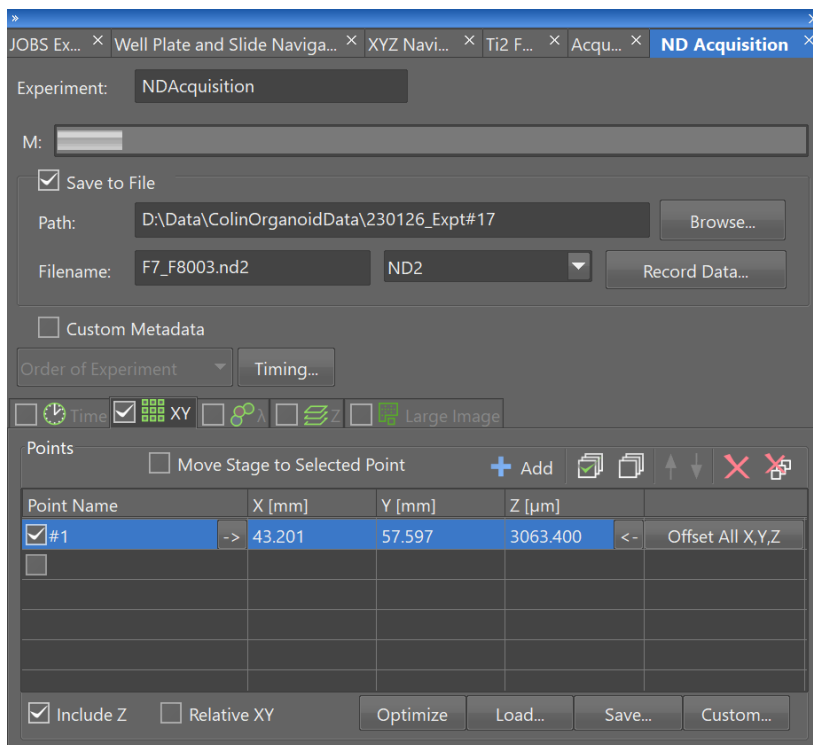 »
JOBS Ex... Well Plate and Slide Naviga... XYZ Navi... Ti2 F... Acqu... ND Acquisition
Experiment: NDAcquisition
M:
Save to File
Path: D:\Data\ColinOrganoidData\230126_Expt#17 Browse...
Filename: F7_F8003.nd2 ND2 Record Data...
Custom Metadata
Order of Experiment Timing...
Time XY λ Z Large Image
Points
Move Stage to Selected Point Add
Point Name X [mm] Y [mm] Z [µm]
#1 -> 43.201 57.597 3063.400 <- Offset All X,Y,Z
Include Z Relative XY Optimize Load... Save... Custom...